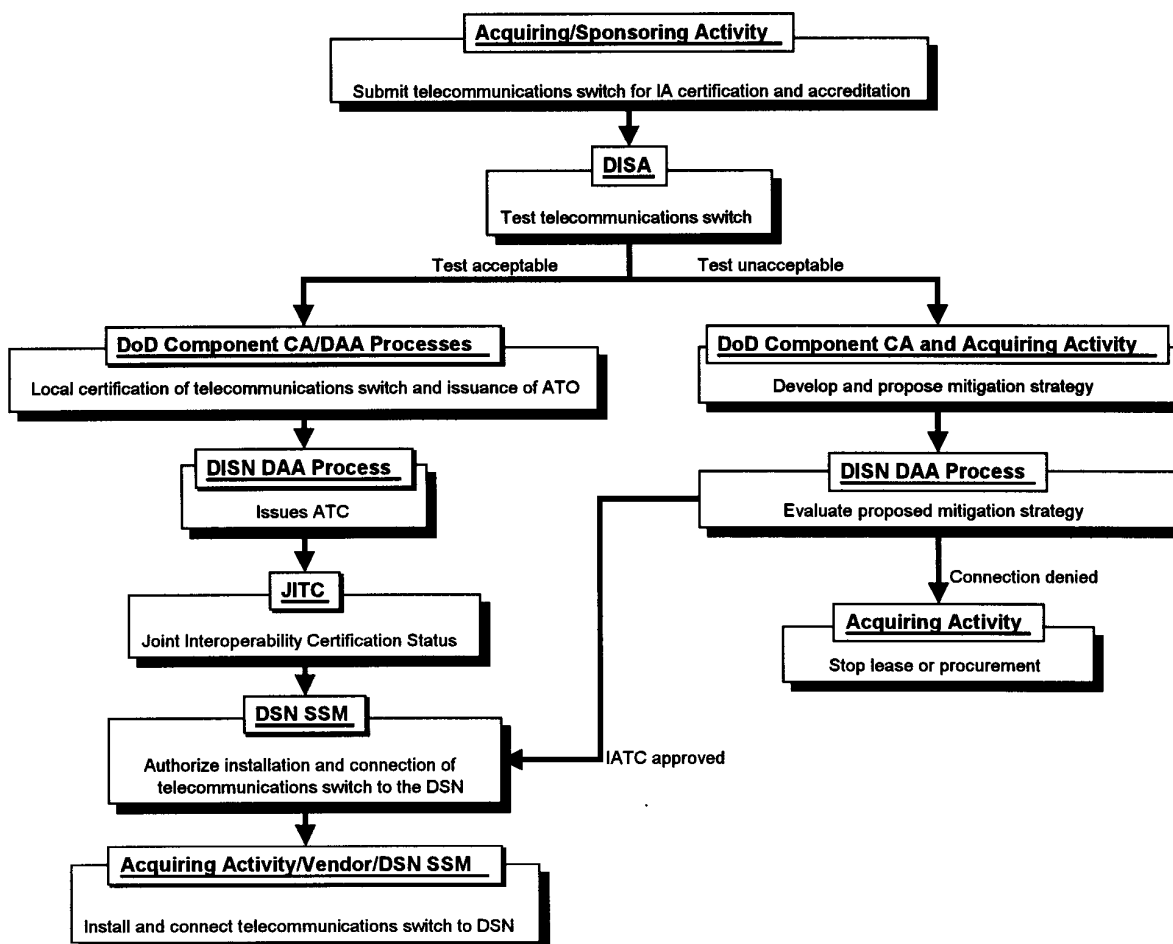 Acquiring/Sponsoring Activity
Submit telecommunications switch for IA certification and accreditation
DISA
Test telecommunications switch
Test acceptable
Test unacceptable
DoD Component CA/DAA Processes
Local certification of telecommunications switch and issuance of ATO
DoD Component CA and Acquiring Activity
Develop and propose mitigation strategy
DISN DAA Process
Issues ATC
DISN DAA Process
Evaluate proposed mitigation strategy
Connection denied
JITC
Joint Interoperability Certification Status
Acquiring Activity
Stop lease or procurement
DSN SSM
Authorize installation and connection of
telecommunications switch to the DSN
IATC approved
Acquiring Activity/Vendor/DSN SSM
Install and connect telecommunications switch to DSN